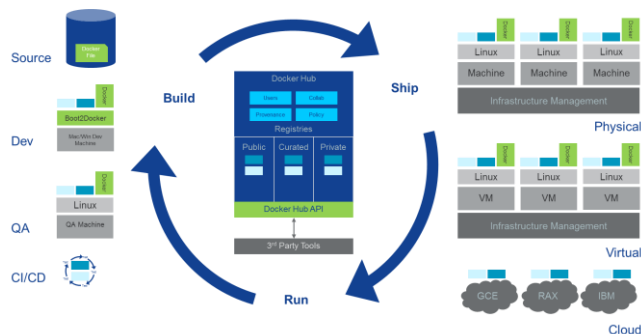 Source
Docker
File
Docker
Boot2Docker
Mac/Win Dev
Machine
Dev
Docker
Linux
QA Machine
QA
CI/CD
Build
Ship
Run
Docker Hub
Users
Collab
Provenance
Policy
Registries
Public
Curated
Private
Docker Hub API
3rd Party Tools
Docker
Docker
Docker
Linux
Linux
Linux
Machine
Machine
Machine
Infrastructure Management
Physical
Docker
Docker
Docker
Linux
Linux
Linux
VM
VM
VM
Infrastructure Management
Virtual
GCE
RAX
IBM
Cloud